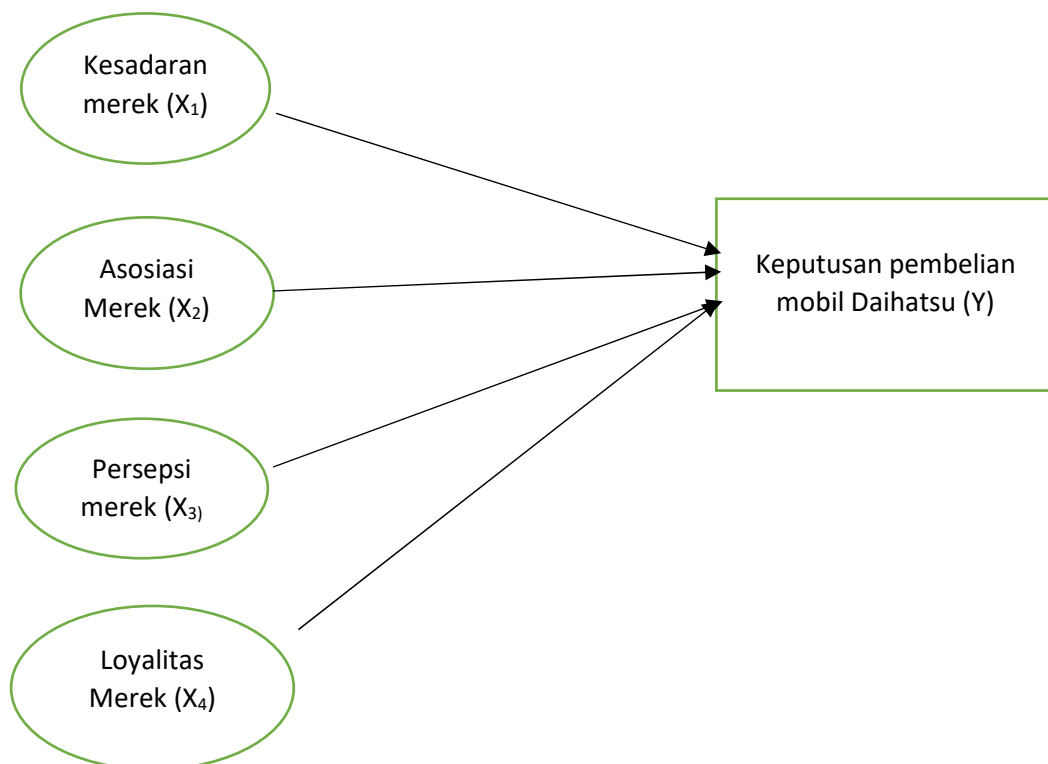 Kesadaran
merek (X₁)
Asosiasi
Merek (X₂)
Persepsi
merek (X₃)
Loyalitas
Merek (X₄)
Keputusan pembelian
mobil Daihatsu (Y)